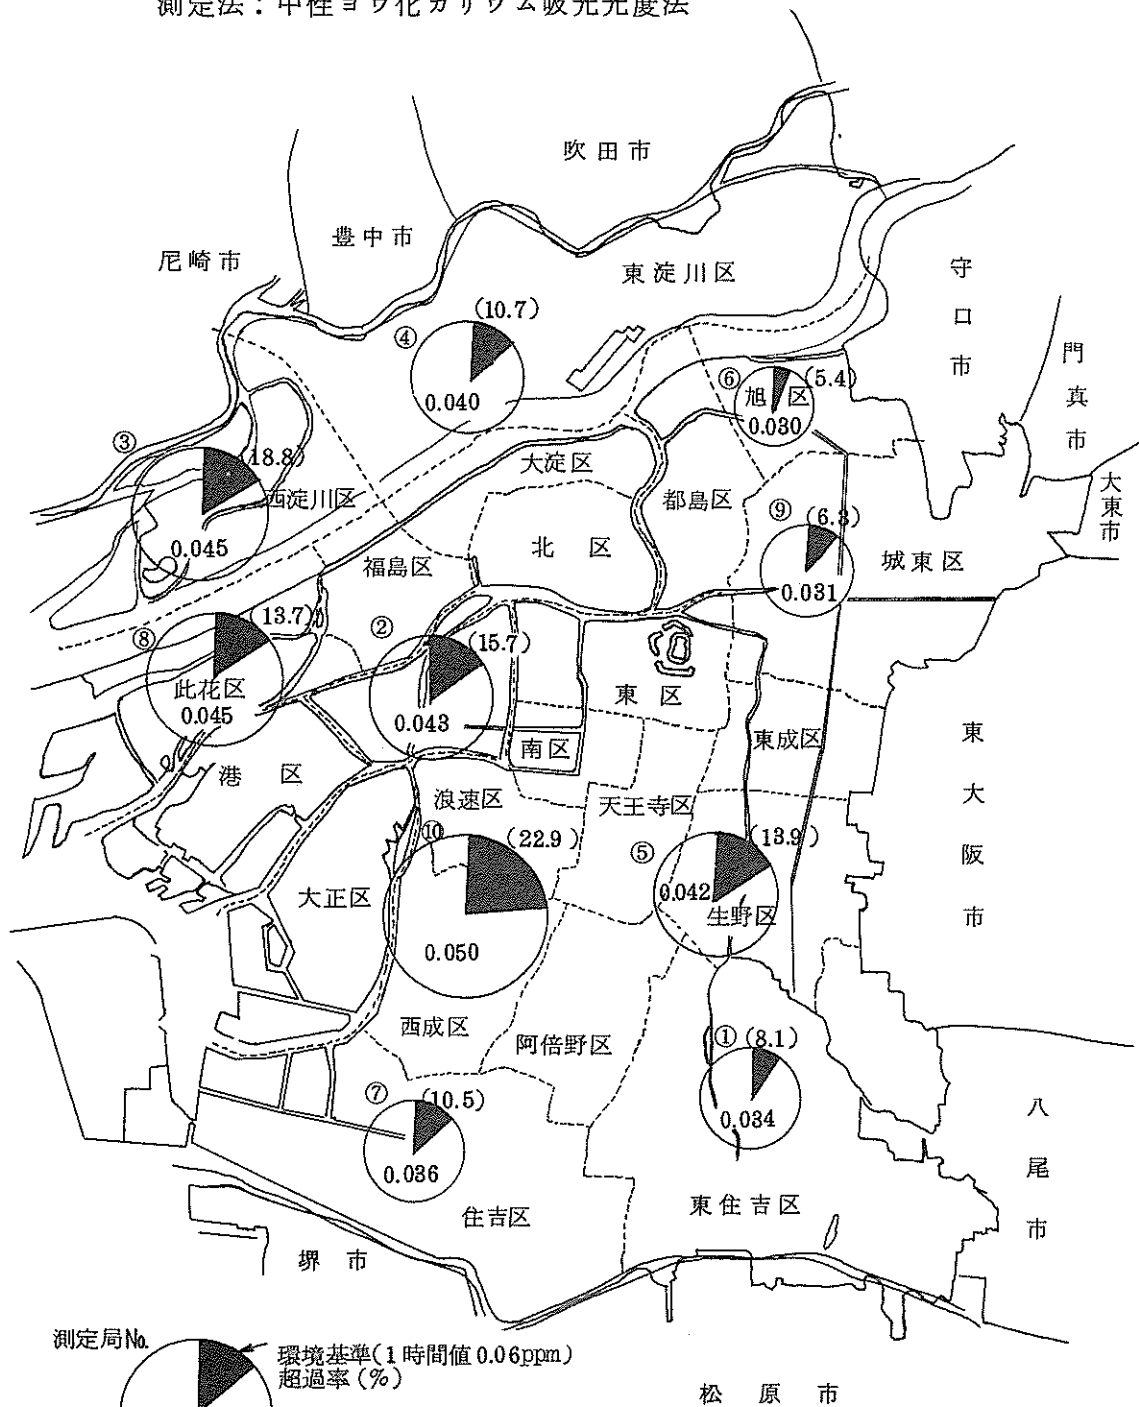 測定法：中性ヨウ化カリウム吸光光度法
吹田市
豊中市
尼崎市
東淀川区
守口市
門真市
大東市
④
(10.7)
0.040
⑥
(5.4)
旭区
0.030
③
(18.8)
西淀川区
0.045
大淀区
都島区
⑨
(6.3)
0.031
城東区
北区
福島区
⑧
(13.7)
此花区
0.045
②
(15.7)
0.043
東区
南区
東成区
東大阪市
港区
浪速区
天王寺区
⑩
(22.9)
0.050
⑤
(13.9)
0.042
生野区
大正区
西成区
阿倍野区
①
(8.1)
0.034
⑦
(10.5)
0.036
八尾市
住吉区
東住吉区
堺市
測定局No.
環境基準(1時間値0.06ppm)
超過率(%)
松原市